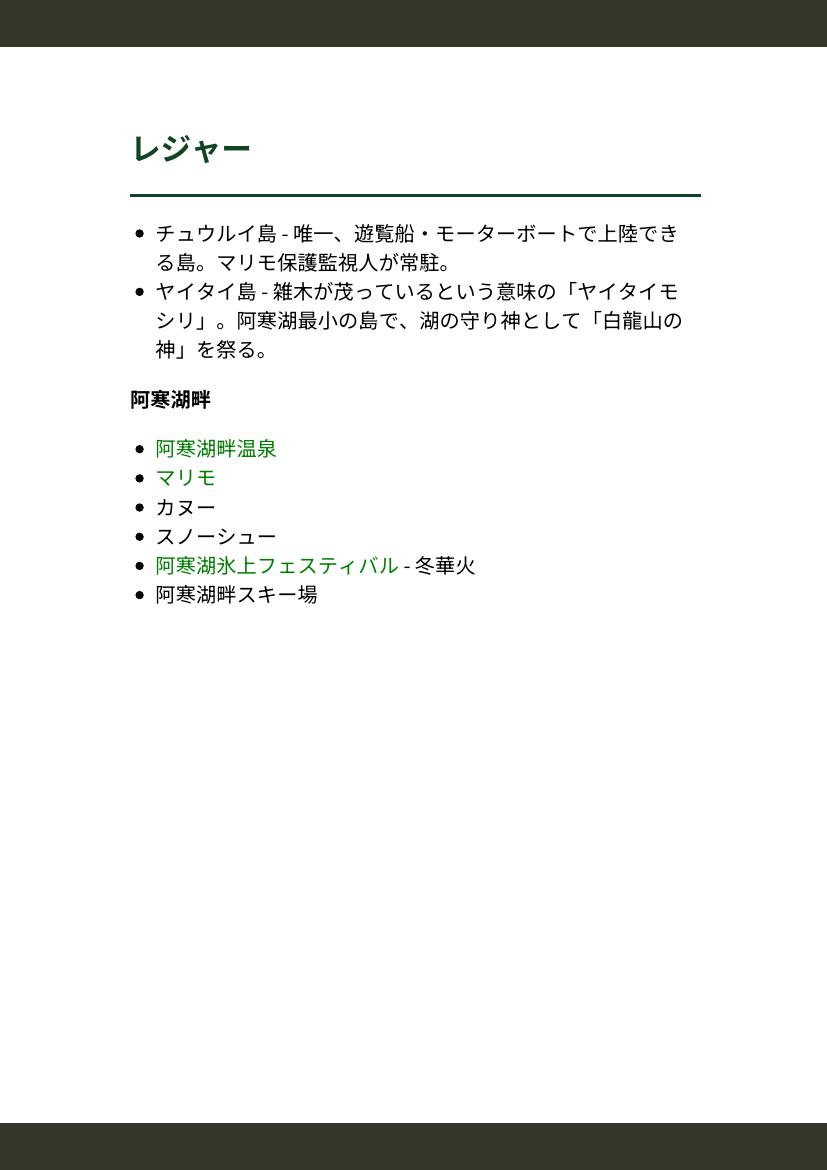 レジャー
チュウルイ島 - 唯一、遊覧船・モーターボートで上陸でき
る島。マリモ保護監視人が常駐。
ヤイタイ島 - 雑木が茂っているという意味の「ヤイタイモ
シリ」。阿寒湖最小の島で、湖の守り神として「白龍山の
神」を祭る。
阿寒湖畔
阿寒湖畔温泉
マリモ
カヌー
スノーシュー
阿寒湖氷上フェスティバル - 冬華火
阿寒湖畔スキー場